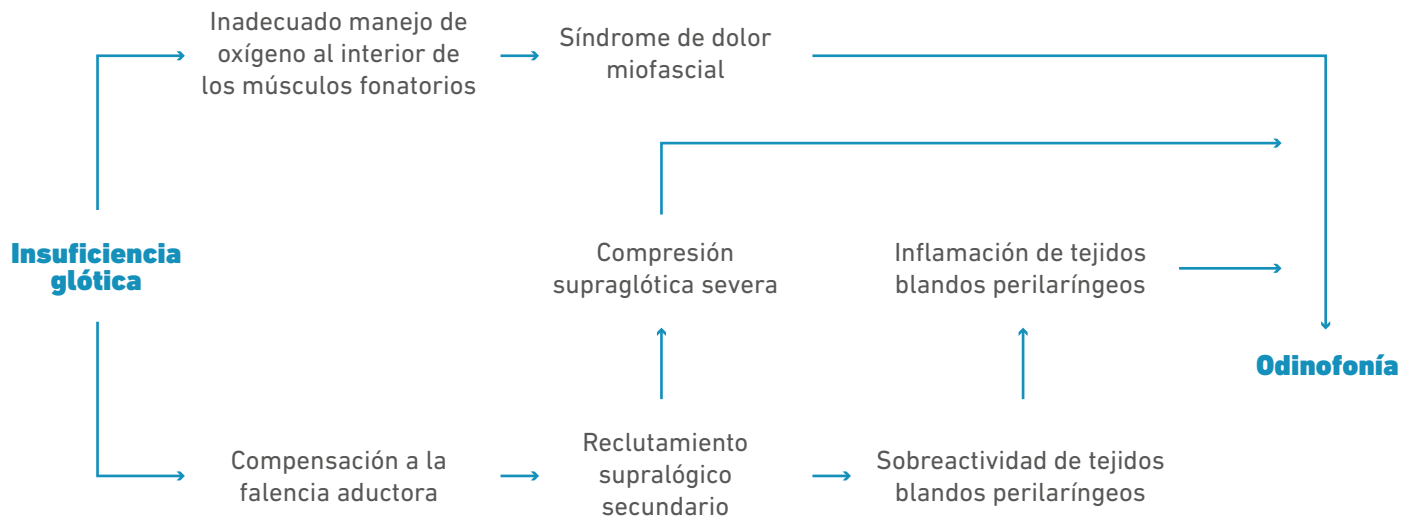 Inadecuado manejo de
oxígeno al interior de
los músculos fonatorios
Síndrome de dolor
miofascial
Insuficiencia
glótica
Compresión
supraglótica severa
Inflamación de tejidos
blandos perilaríngeos
Odinofonía
Compensación a la
falencia aductora
Reclutamiento
supralógico
secundario
Sobreactividad de tejidos
blandos perilaríngeos